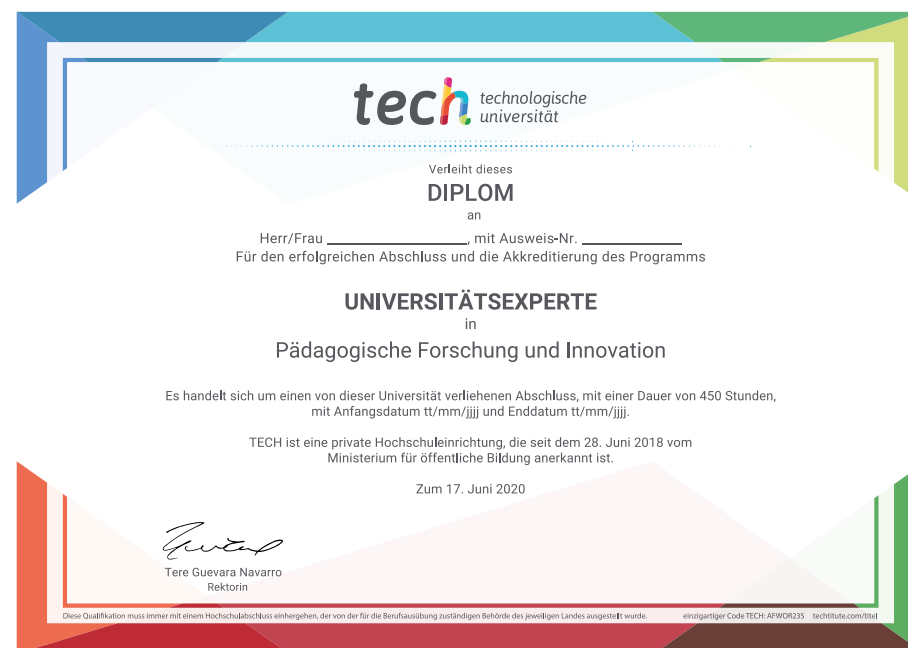 tech technologische
universität
Verleiht dieses
DIPLOM
an
Herr/Frau ____________, mit Ausweis-Nr. ____________
Für den erfolgreichen Abschluss und die Akkreditierung des Programms
UNIVERSITÄTSEXPERTE
in
Pädagogische Forschung und Innovation
Es handelt sich um einen von dieser Universität verliehenen Abschluss, mit einer Dauer von 450 Stunden,
mit Anfangsdatum tt/mm/jjjj und Enddatum tt/mm/jjjj.
TECH ist eine private Hochschuleinrichtung, die seit dem 28. Juni 2018 vom
Ministerium für öffentliche Bildung anerkannt ist.
Zum 17. Juni 2020
Tere Guevara Navarro
Rektorin
Diese Qualifikation muss immer mit einem Hochschulabschluss einhergehen, der von der für die Berufsausübung zuständigen Behörde des jeweiligen Landes ausgestellt wurde. einzigartiger Code TECH: AFWOR23S techtitute.com/titel